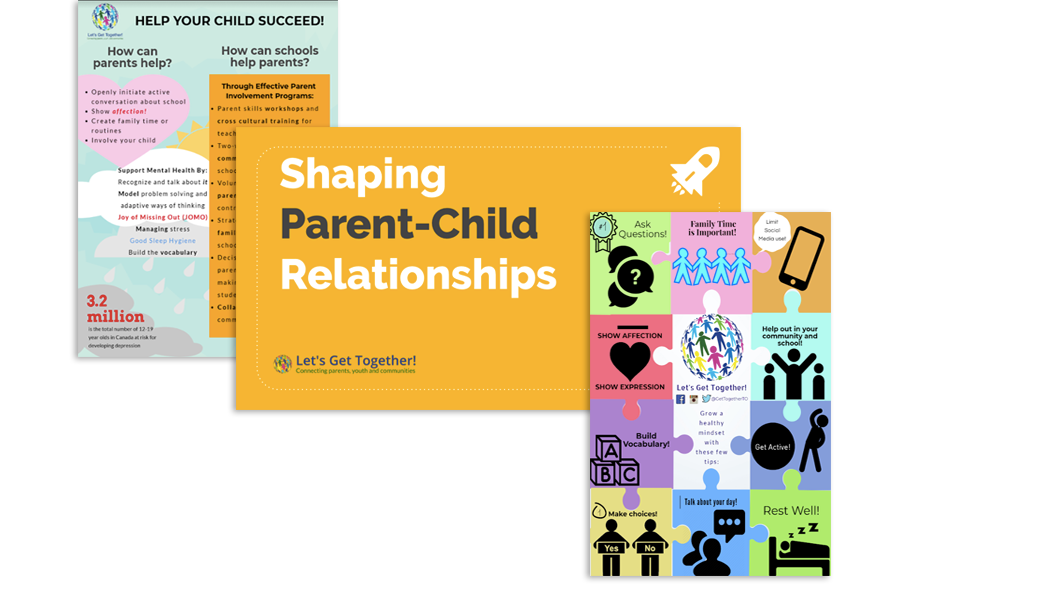 Let's Get Together!
HELP YOUR CHILD SUCCEED!
How can
parents help?
Openly initiate active
conversation about school
Show affection!
Create family time or
routines
Involve your child
Support Mental Health By:
Recognize and talk about it
Model problem solving and
adaptive ways of thinking
Joy of Missing Out (JOMO)
Managing stress
Good Sleep Hygiene
Build the vocabulary
3.2
million
is the total number of 12-19
year olds in Canada at risk for
developing depression
How can schools
help parents?
Through Effective Parent
Involvement Programs:
Parent skills workshops and
cross cultural training for
Shaping
Parent-Child
Relationships
Let's Get Together!
Connecting parents, youth and communities
#1
Ask
Questions!
?
Family Time
is Important!
Limit
Social
Media use!
SHOW AFFECTION
SHOW EXPRESSION
Let's Get Together!
@GetTogetherTO
Help out in your
community and
school!
Build
Vocabulary!
A
B C
Grow a
healthy
mindset
with
these few
tips:
Get Active!
Make choices!
Yes No
Talk about your day!
Rest Well!
z z Z